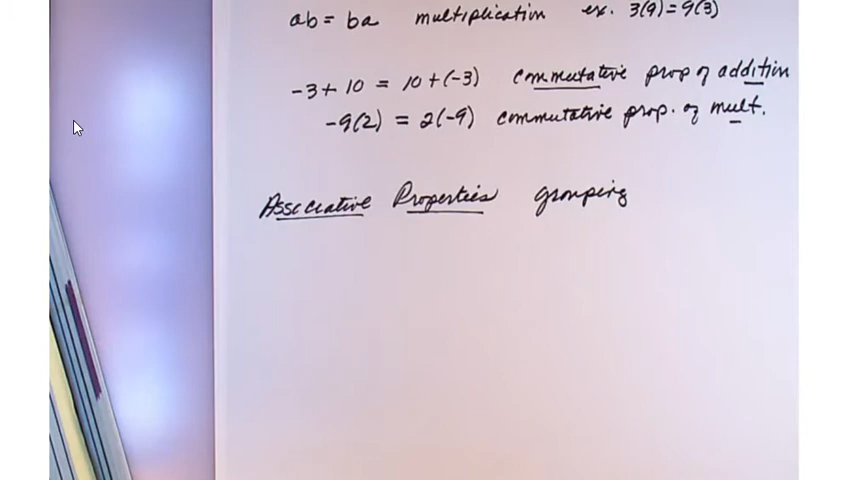 ab = ba multiplication ex. 3(9) = 9(3)
-3 + 10 = 10 + (-3) commutative prop of addition
-9(2) = 2(-9) commutative prop. of mult.
Associative Properties grouping